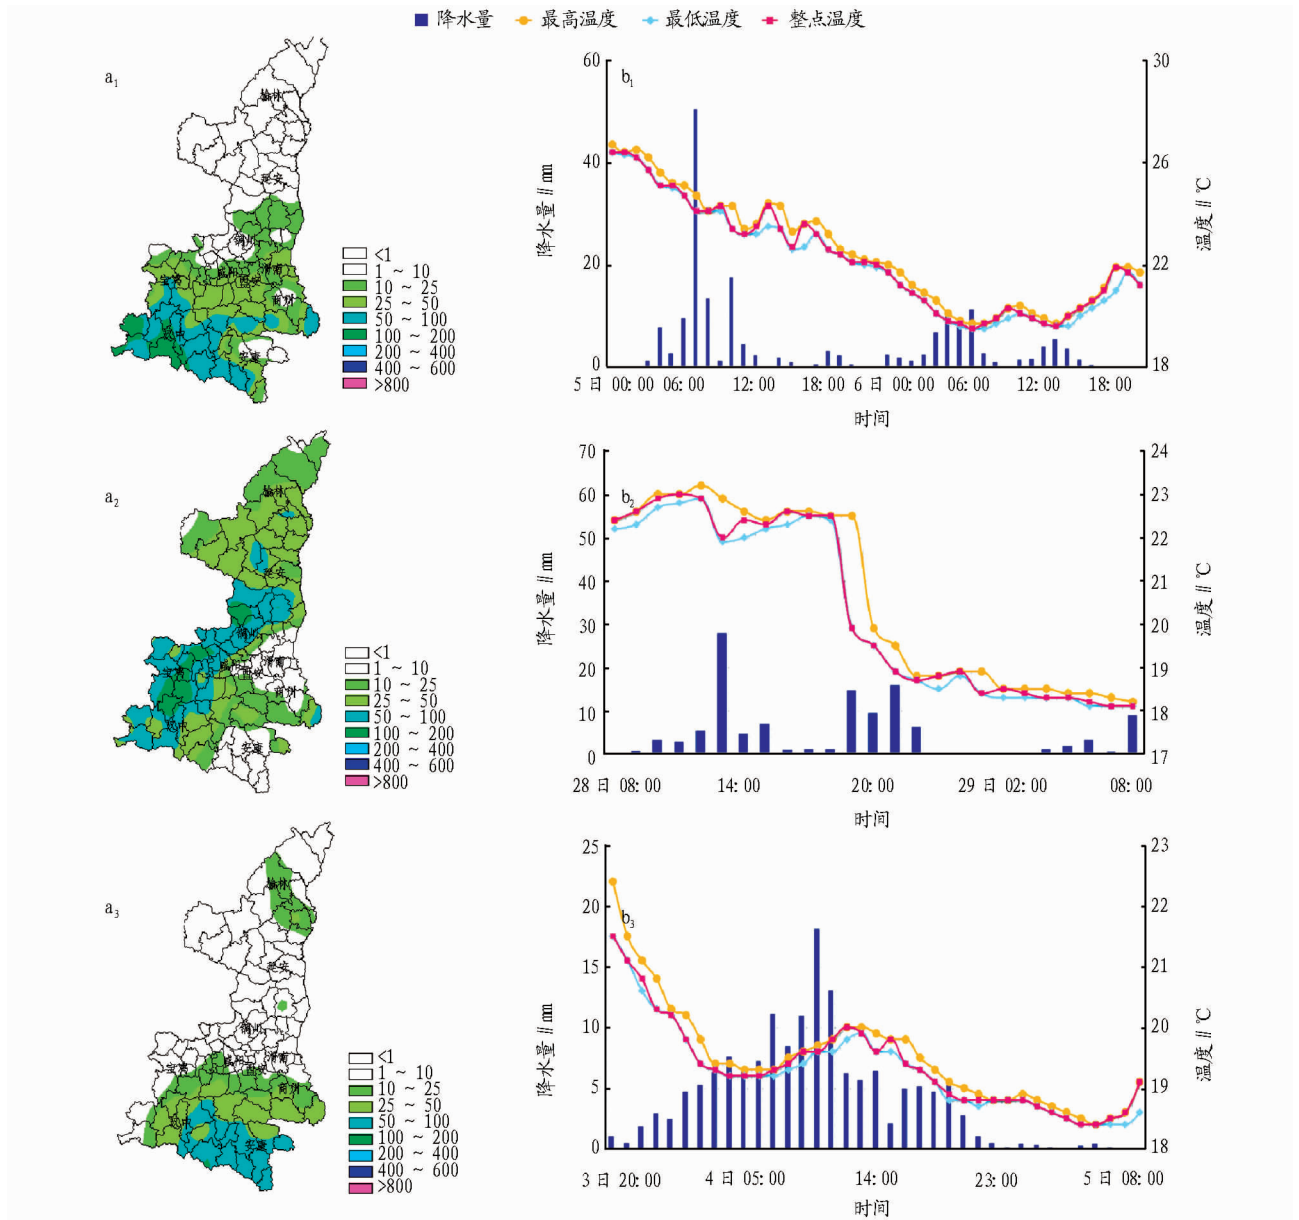 降水量 最高温度 最低温度 整点温度
a1
榆林
延安
铜川
宝鸡 咸阳 西安 渭南
商州
汉中
安康
<1
1 ~ 10
10 ~ 25
25 ~ 50
50 ~ 100
100 ~ 200
200 ~ 400
400 ~ 600
>800
b1
降水量∥mm
60
40
20
0
温度∥℃
30
26
22
18
5 日 00:00 06:00 12:00 18:00 6 日 00:00 06:00 12:00 18:00
时间
a2
榆林
延安
铜川
宝鸡 咸阳 西安 渭南
商州
汉中
安康
<1
1 ~ 10
10 ~ 25
25 ~ 50
50 ~ 100
100 ~ 200
200 ~ 400
400 ~ 600
>800
b2
降水量∥mm
70
60
50
40
30
20
10
0
温度∥℃
24
23
22
21
20
19
18
17
28 日 08:00 14:00 20:00 29 日 02:00 08:00
时间
a3
榆林
延安
铜川
宝鸡 咸阳 西安 渭南
商州
汉中
安康
<1
1 ~ 10
10 ~ 25
25 ~ 50
50 ~ 100
100 ~ 200
200 ~ 400
400 ~ 600
>800
b3
降水量∥mm
25
20
15
10
5
0
温度∥℃
23
22
21
20
19
18
3 日 20:00 4 日 05:00 14:00 23:00 5 日 08:00
时间